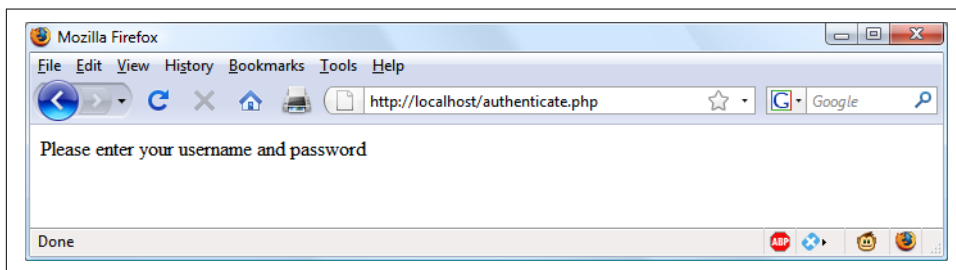 Mozilla Firefox
File Edit View History Bookmarks Tools Help
http://localhost/authenticate.php G Google
Please enter your username and password
Done ABP